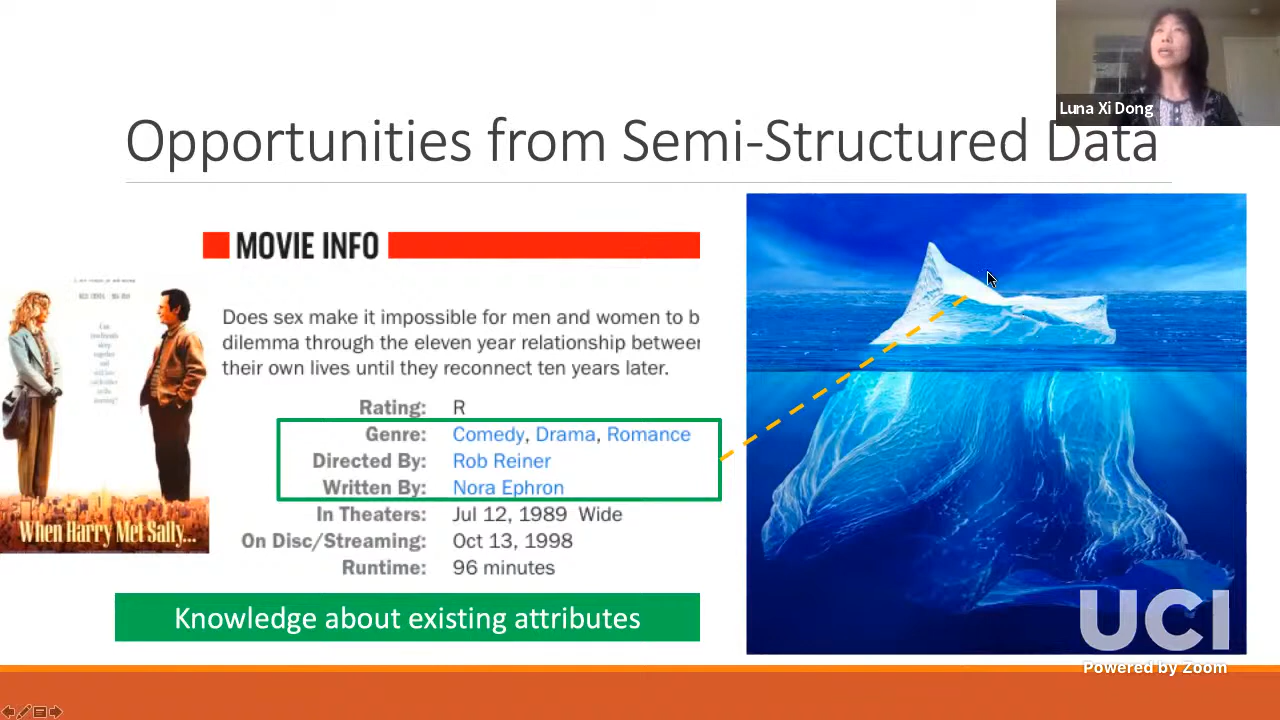 Luna Xi Dong
Opportunities from Semi-Structured Data
MOVIE INFO
Does sex make it impossible for men and women to b
dilemma through the eleven year relationship between
their own lives until they reconnect ten years later.
Rating: R
Genre: Comedy, Drama, Romance
Directed By: Rob Reiner
Written By: Nora Ephron
In Theaters: Jul 12, 1989 Wide
On Disc/Streaming: Oct 13, 1998
Runtime: 96 minutes
When Harry Met Sally...
Knowledge about existing attributes
UCI
Powered by Zoom